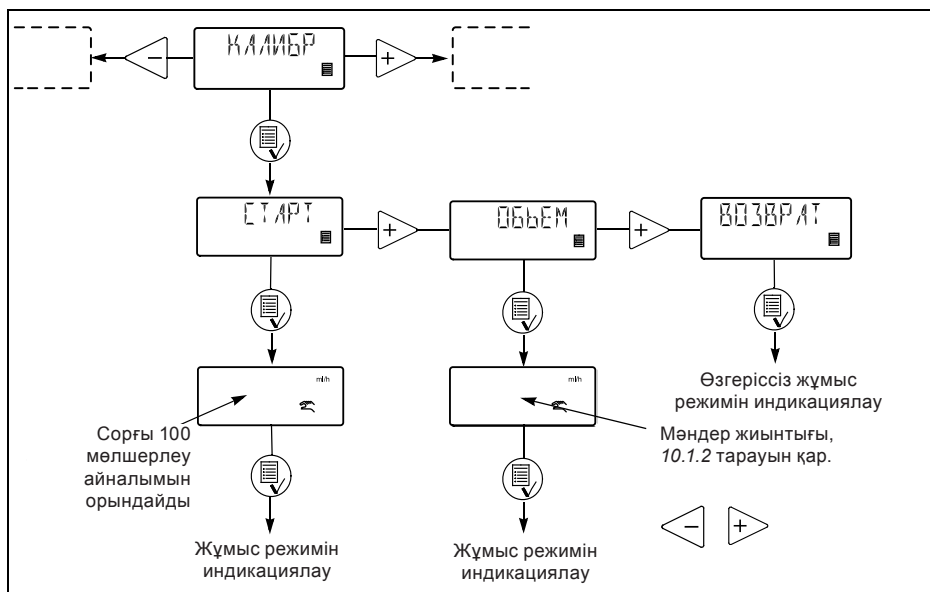 КАЛИБР
СТАРТ
ОБЬЕМ
ВОЗВРАТ
ml/h
ml/h
Сорғы 100
мөлшерлеу
айналымын
орындайды
Өзгеріссіз жұмыс
режимін индикациялау
Мәндер жиынтығы,
10.1.2 тарауын қар.
Жұмыс режимін
индикациялау
Жұмыс режимін
индикациялау